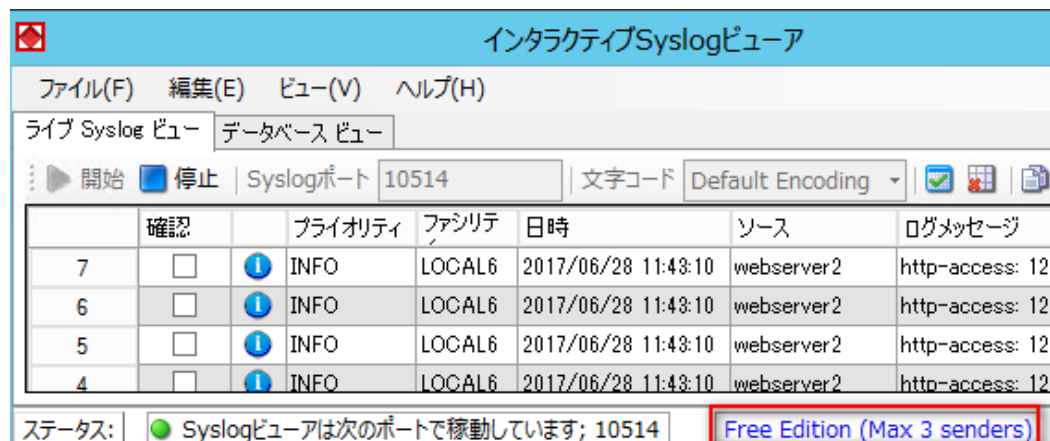 インタラクティブSyslogビューア
ファイル(F) 編集(E) ビュー(V) ヘルプ(H)
ライブ Syslog ビュー データベース ビュー
開始 停止 Syslogポート 10514 文字コード Default Encoding
確認 プライオリティ ファシリテ 日時 ソース ログメッセージ
7 INFO LOCAL6 2017/06/28 11:43:10 webserver2 http-access: 12
6 INFO LOCAL6 2017/06/28 11:43:10 webserver2 http-access: 12
5 INFO LOCAL6 2017/06/28 11:43:10 webserver2 http-access: 12
4 INFO LOCAL6 2017/06/28 11:43:10 webserver2 http-access: 12
ステータス: Syslogビューアは次のポートで稼動しています; 10514 Free Edition (Max 3 senders)